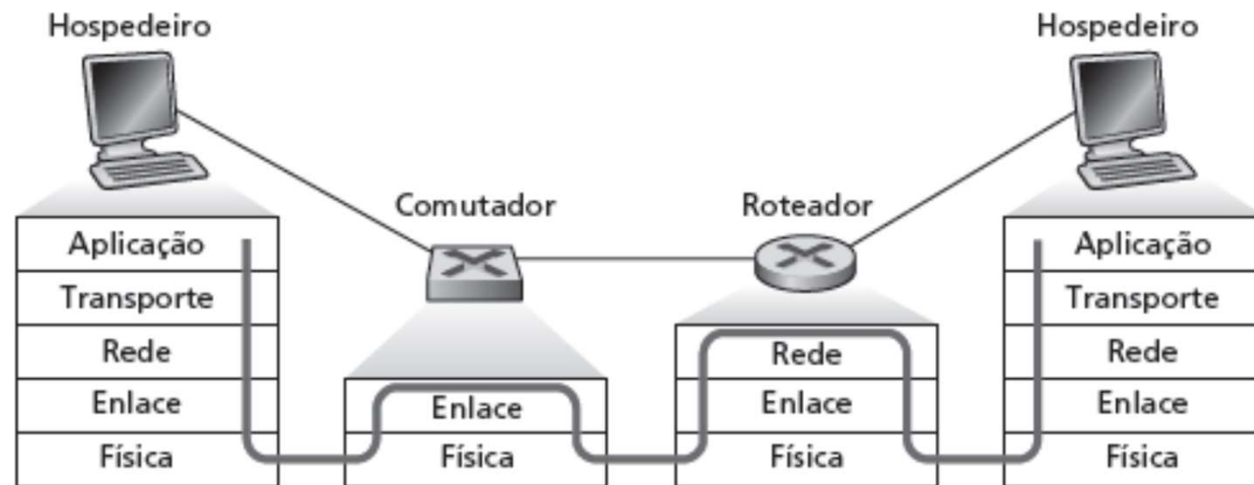 Hospedeiro
Hospedeiro
Comutador
Roteador
Aplicação
Transporte
Rede
Enlace
Física
Enlace
Física
Rede
Enlace
Física
Aplicação
Transporte
Rede
Enlace
Física